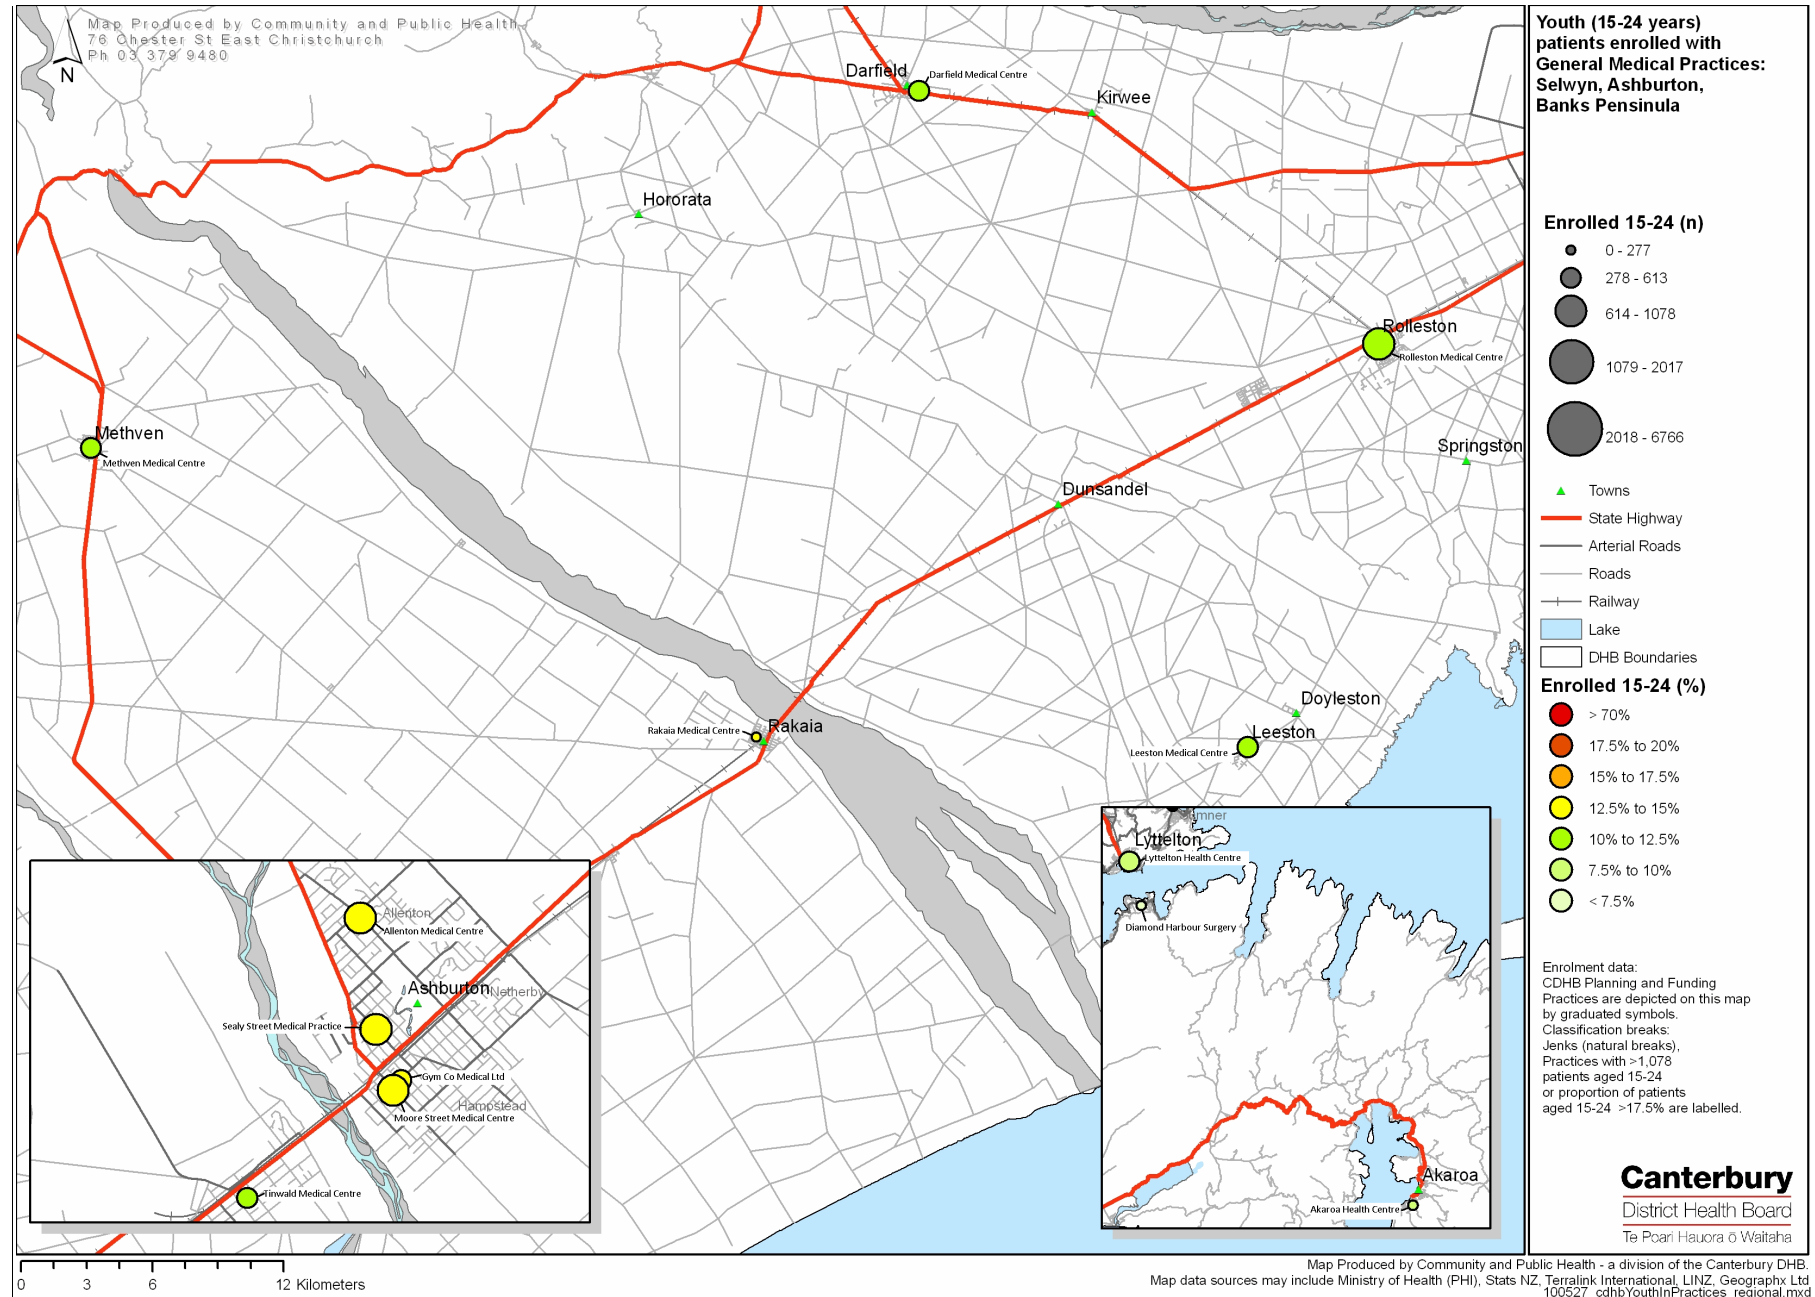 Map Produced by Community and Public Health
76 Chester St East Christchurch
Ph 03 379 9480
N
Darfield
Darfield Medical Centre
Kirwee
Hororata
Rolleston
Rolleston Medical Centre
Methven
Methven Medical Centre
Springston
Dunsandel
Doyleston
Leeston
Leeston Medical Centre
Rakaia
Rakaia Medical Centre
Allenton
Allenton Medical Centre
Ashburton
Netherby
Sealy Street Medical Practice
Gym Co Medical Ltd
Hampstead
Moore Street Medical Centre
Tinwald Medical Centre
Lyttelton
Lyttelton Health Centre
Diamond Harbour Surgery
Akaroa
Akaroa Health Centre
0 3 6 12 Kilometers
Youth (15-24 years)
patients enrolled with
General Medical Practices:
Selwyn, Ashburton,
Banks Pensinula
Enrolled 15-24 (n)
0 - 277
278 - 613
614 - 1078
1079 - 2017
2018 - 6766
Towns
State Highway
Arterial Roads
Roads
Railway
Lake
DHB Boundaries
Enrolled 15-24 (%)
> 70%
17.5% to 20%
15% to 17.5%
12.5% to 15%
10% to 12.5%
7.5% to 10%
< 7.5%
Enrolment data:
CDHB Planning and Funding
Practices are depicted on this map
by graduated symbols.
Classification breaks:
Jenks (natural breaks),
Practices with >1,078
patients aged 15-24
or proportion of patients
aged 15-24 >17.5% are labelled.
Canterbury
District Health Board
Te Poari Hauora ō Waitaha
Map Produced by Community and Public Health - a division of the Canterbury DHB.
Map data sources may include Ministry of Health (PHI), Stats NZ, Terralink International, LINZ, Geographx Ltd
100527_cdhbYouthInPractices_regional.mxd